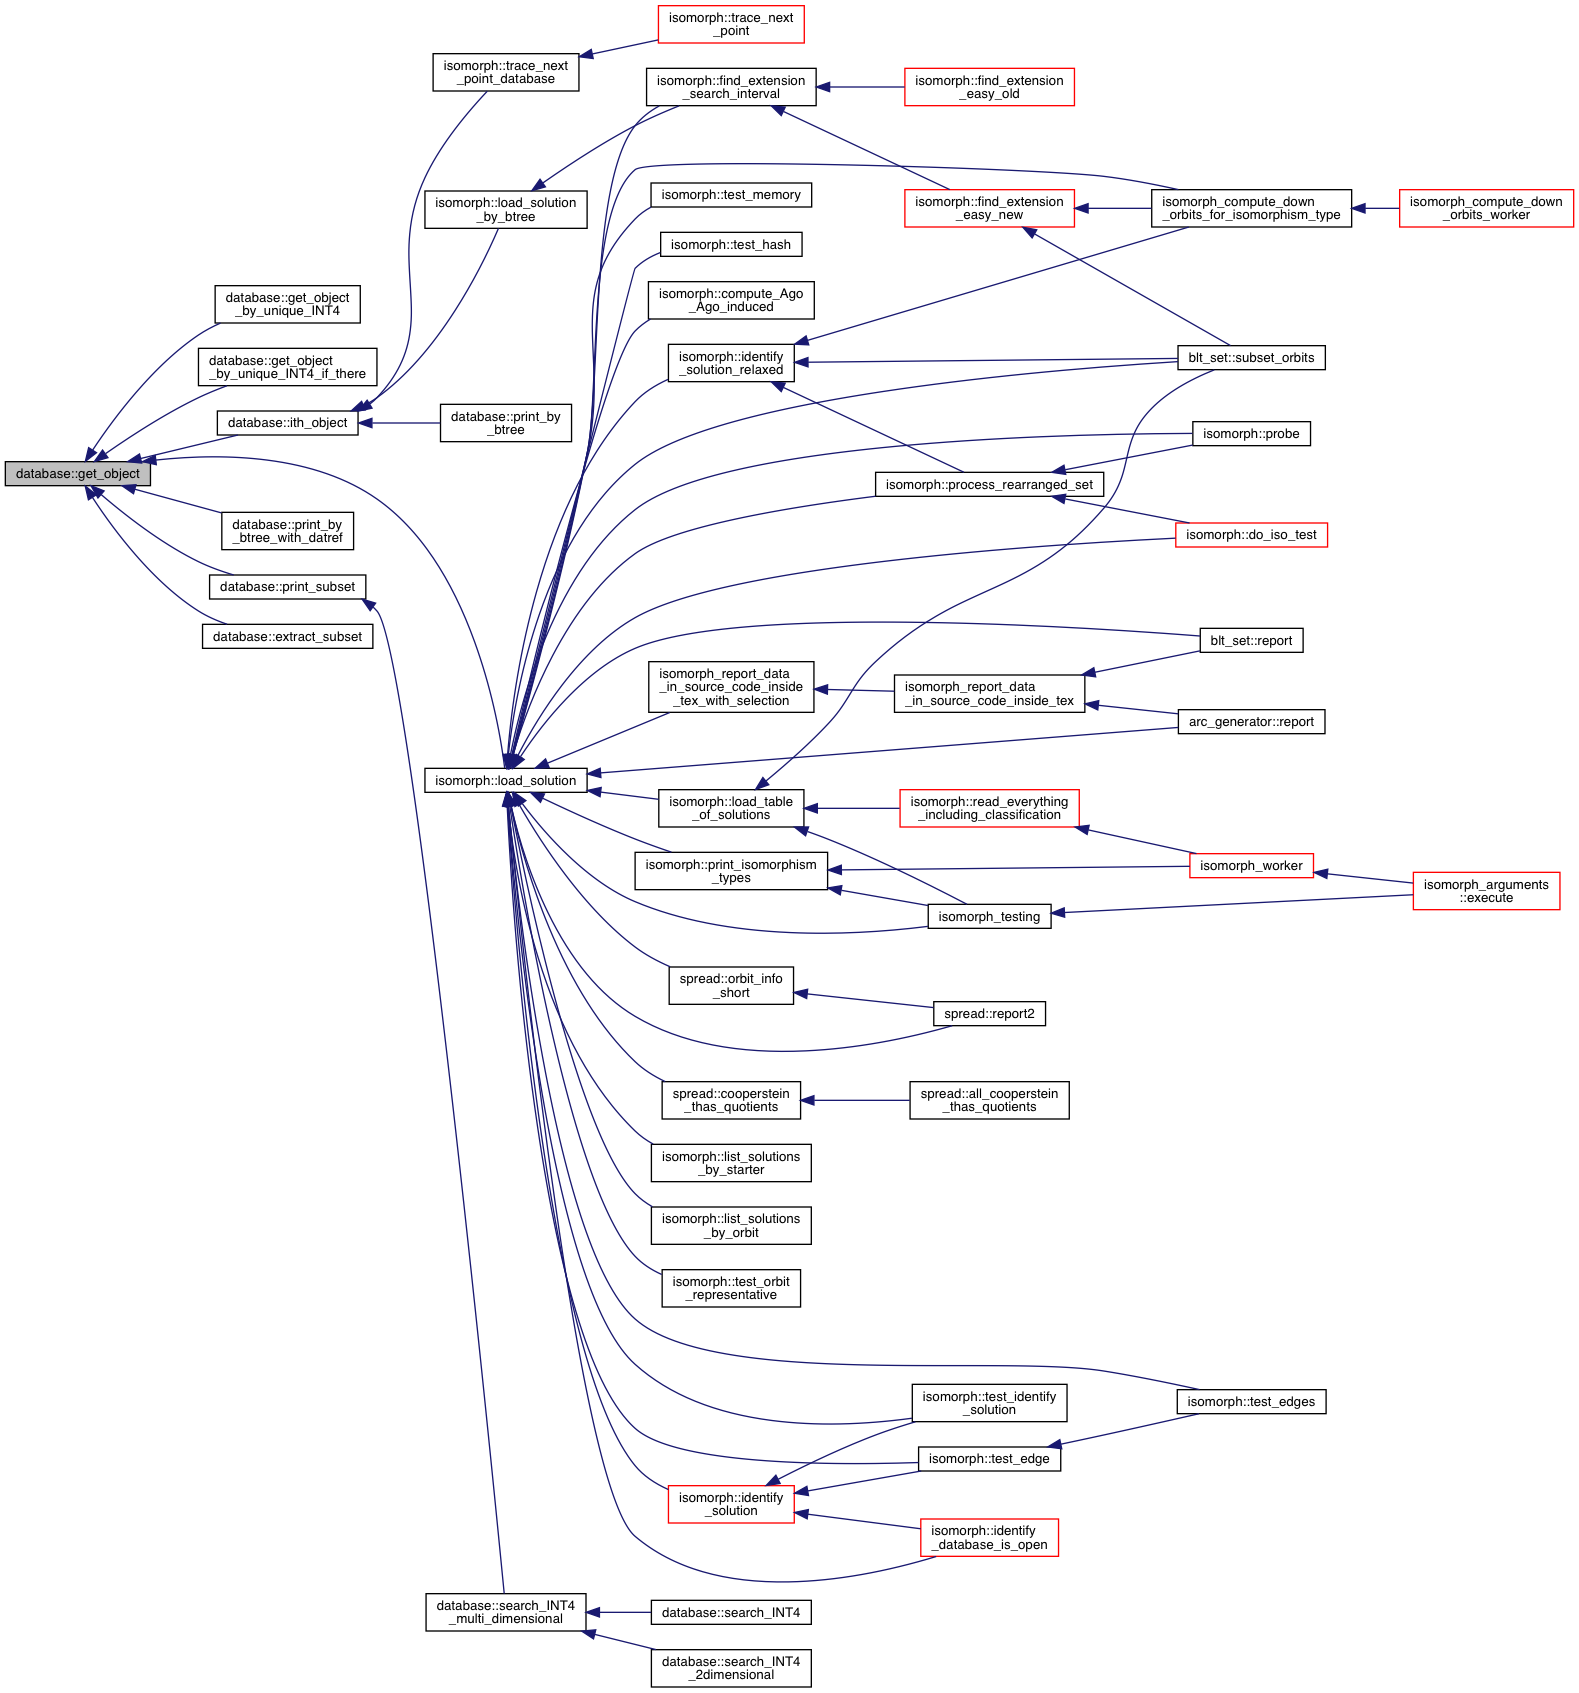 isomorph::trace_next
_point
isomorph::trace_next
_point_database
isomorph::find_extension
_search_interval
isomorph::find_extension
_easy_old
isomorph::load_solution
_by_btree
isomorph::test_memory
isomorph::find_extension
_easy_new
isomorph_compute_down
_orbits_for_isomorphism_type
isomorph_compute_down
_orbits_worker
isomorph::test_hash
database::get_object
_by_unique_INT4
isomorph::compute_Ago
_Ago_induced
database::get_object
_by_unique_INT4_if_there
isomorph::identify
_solution_relaxed
blt_set::subset_orbits
database::ith_object
database::print_by
_btree
isomorph::probe
database::get_object
isomorph::process_rearranged_set
database::print_by
_btree_with_datref
isomorph::do_iso_test
database::print_subset
database::extract_subset
blt_set::report
isomorph_report_data
_in_source_code_inside
_tex_with_selection
isomorph_report_data
_in_source_code_inside_tex
arc_generator::report
isomorph::load_solution
isomorph::load_table
_of_solutions
isomorph::read_everything
_including_classification
isomorph::print_isomorphism
_types
isomorph_worker
isomorph_arguments
::execute
isomorph_testing
spread::orbit_info
_short
spread::report2
spread::cooperstein
_thas_quotients
spread::all_cooperstein
_thas_quotients
isomorph::list_solutions
_by_starter
isomorph::list_solutions
_by_orbit
isomorph::test_orbit
_representative
isomorph::test_identify
_solution
isomorph::test_edges
isomorph::test_edge
isomorph::identify
_solution
isomorph::identify
_database_is_open
database::search_INT4
_multi_dimensional
database::search_INT4
database::search_INT4
_2dimensional